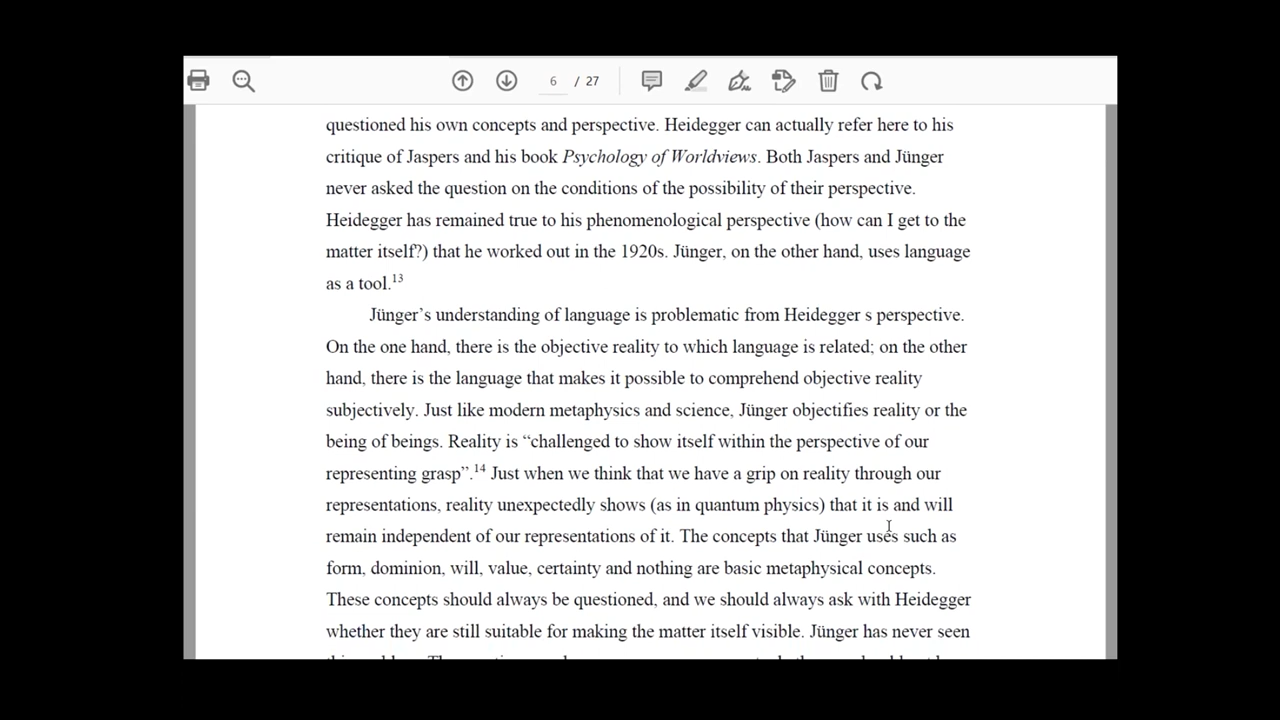 6 / 27
questioned his own concepts and perspective. Heidegger can actually refer here to his
critique of Jaspers and his book Psychology of Worldviews. Both Jaspers and Jünger
never asked the question on the conditions of the possibility of their perspective.
Heidegger has remained true to his phenomenological perspective (how can I get to the
matter itself?) that he worked out in the 1920s. Jünger, on the other hand, uses language
as a tool.13
Jünger’s understanding of language is problematic from Heidegger s perspective.
On the one hand, there is the objective reality to which language is related; on the other
hand, there is the language that makes it possible to comprehend objective reality
subjectively. Just like modern metaphysics and science, Jünger objectifies reality or the
being of beings. Reality is “challenged to show itself within the perspective of our
representing grasp”.14 Just when we think that we have a grip on reality through our
representations, reality unexpectedly shows (as in quantum physics) that it is and will
remain independent of our representations of it. The concepts that Jünger uses such as
form, dominion, will, value, certainty and nothing are basic metaphysical concepts.
These concepts should always be questioned, and we should always ask with Heidegger
whether they are still suitable for making the matter itself visible. Jünger has never seen